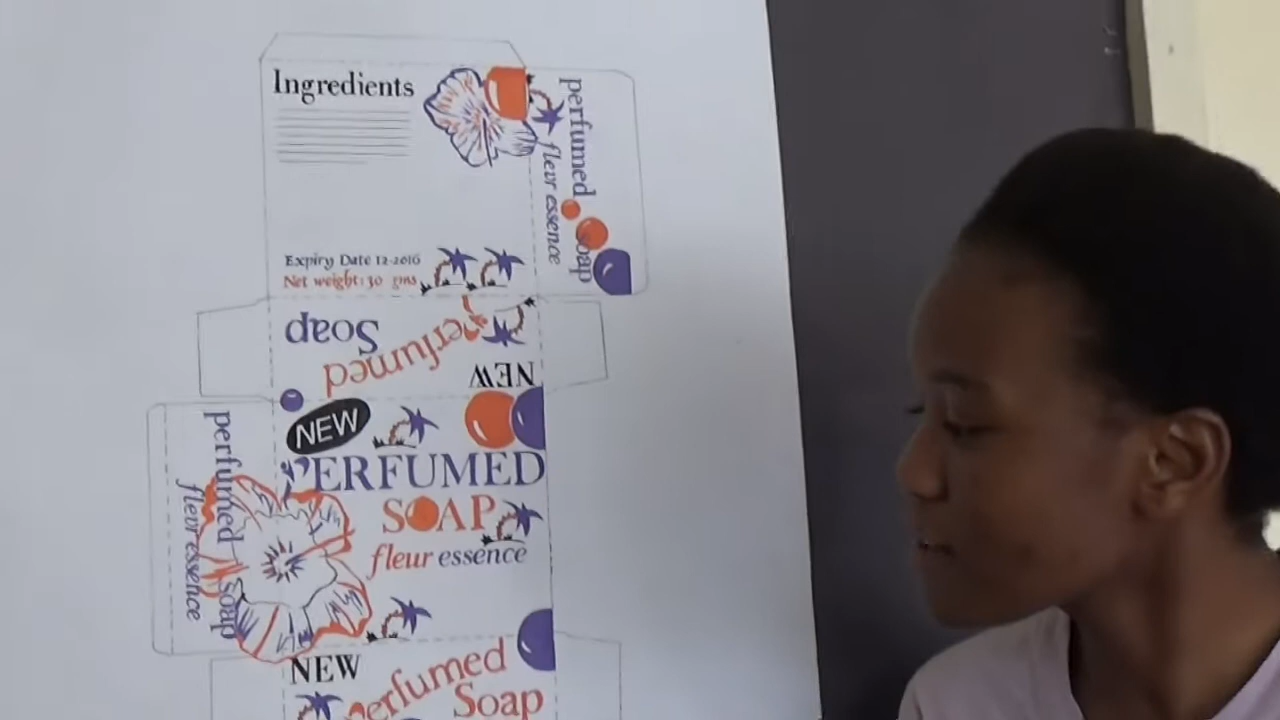 Ingredients
perfumed soap
fleur essence
Expiry Date 12-2016
Net weight: 30 gms
Soap
Perfumed
NEW
NEW
PERFUMED
SOAP
fleur essence
perfumed soap
fleur essence
NEW
perfumed
Soap